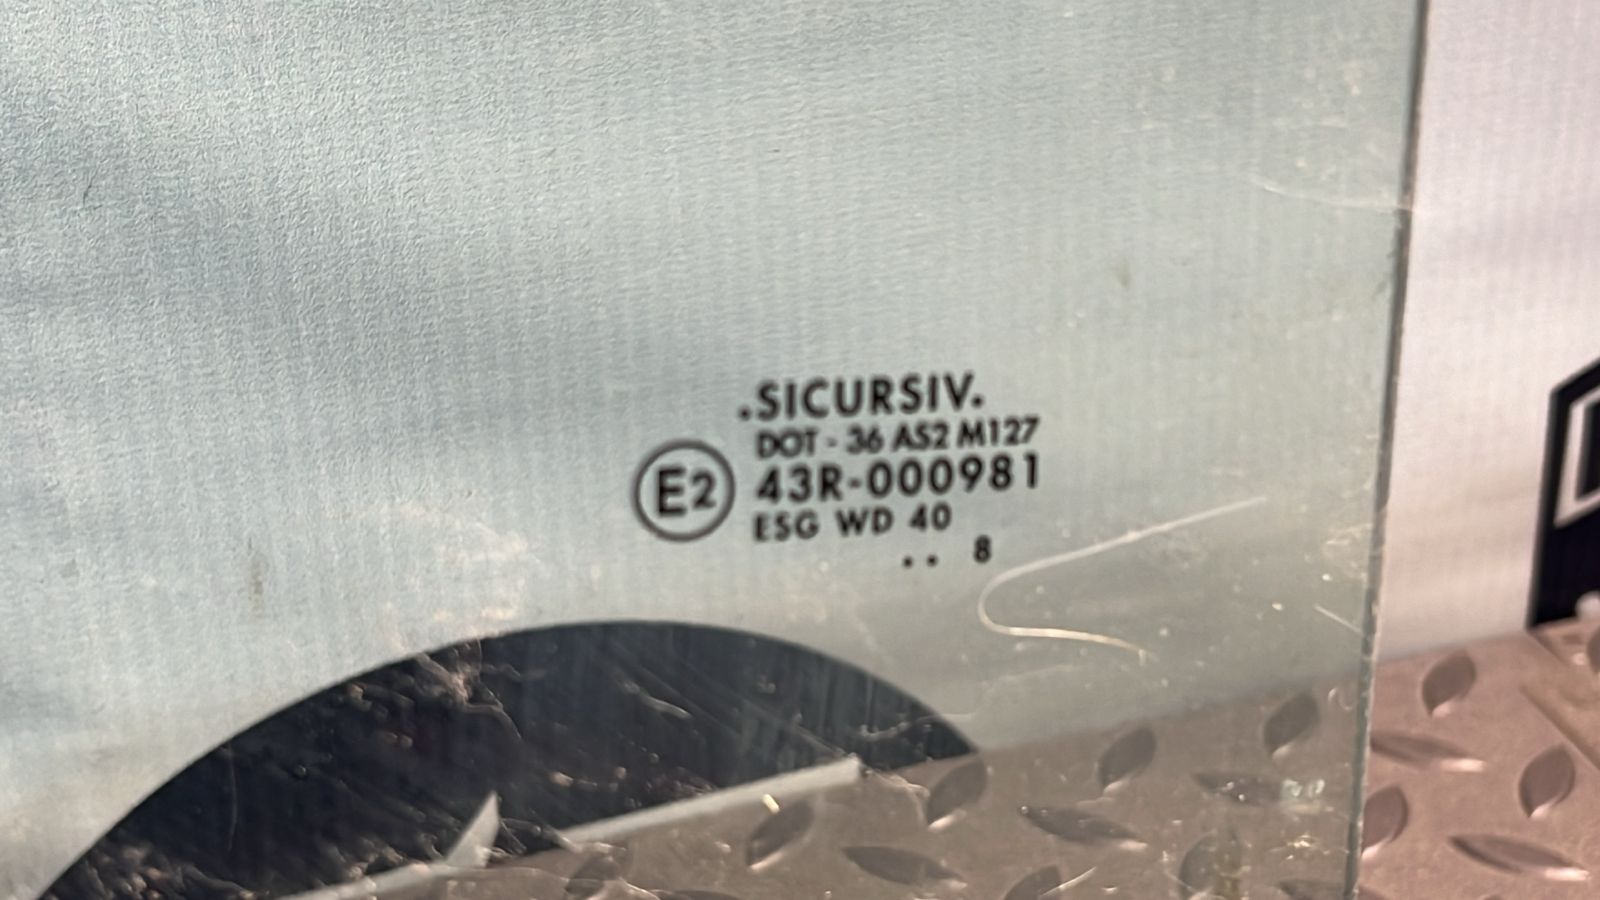 .SICURSIV.
DOT - 36 AS2 M127
E2
43R-000981
ESG WD 40
.. 8